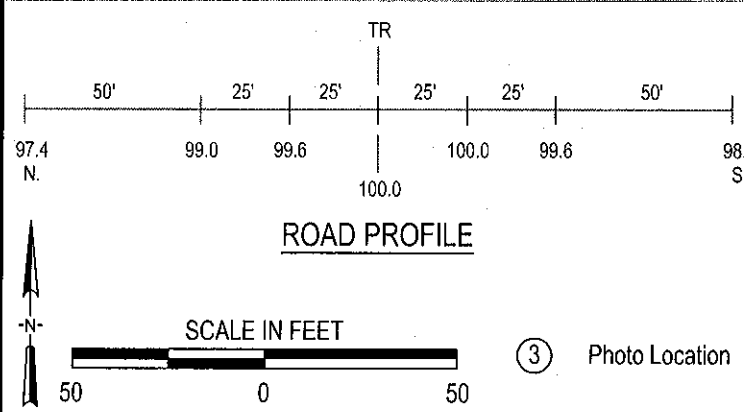 TR
50' 25' 25' 25' 25' 50'
97.4 99.0 99.6 100.0 99.6 98.
N. 100.0 S
ROAD PROFILE
-N-
SCALE IN FEET
3 Photo Location
50 0 50